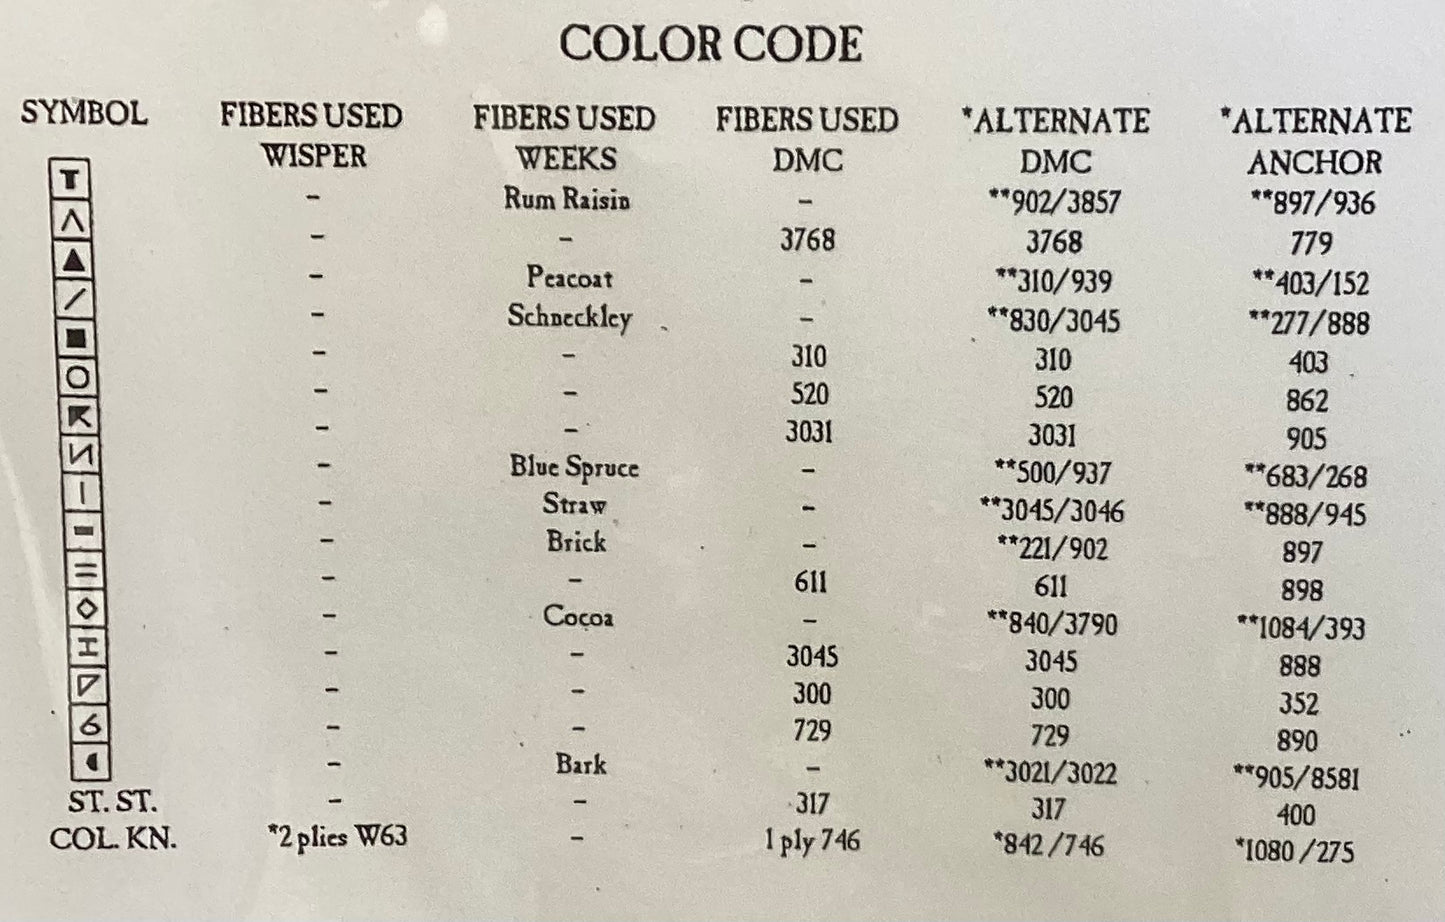 COLOR CODE
SYMBOL FIBERS USED FIBERS USED FIBERS USED *ALTERNATE *ALTERNATE
WISPER WEEKS DMC DMC ANCHOR
T - Rum Raisin - **902/3857 **897/936
∧ - - 3768 3768 779
▲ - Peacoat - **310/939 **403/152
/ - Schneckley - **830/3045 **277/888
■ - - 310 310 403
○ - - 520 520 862
- - 3031 3031 905
- Blue Spruce - **500/937 **683/268
| - Straw - **3045/3046 **888/945
▬ - Brick - **221/902 897
= - - 611 611 898
◇ - Cocoa - **840/3790 **1084/393
工 - - 3045 3045 888
- - 300 300 352
6 - - 729 729 890
- Bark - **3021/3022 **905/8581
ST. ST. - - 317 317 400
COL. KN. *2 plies W63 - 1 ply 746 *842/746 *1080/275